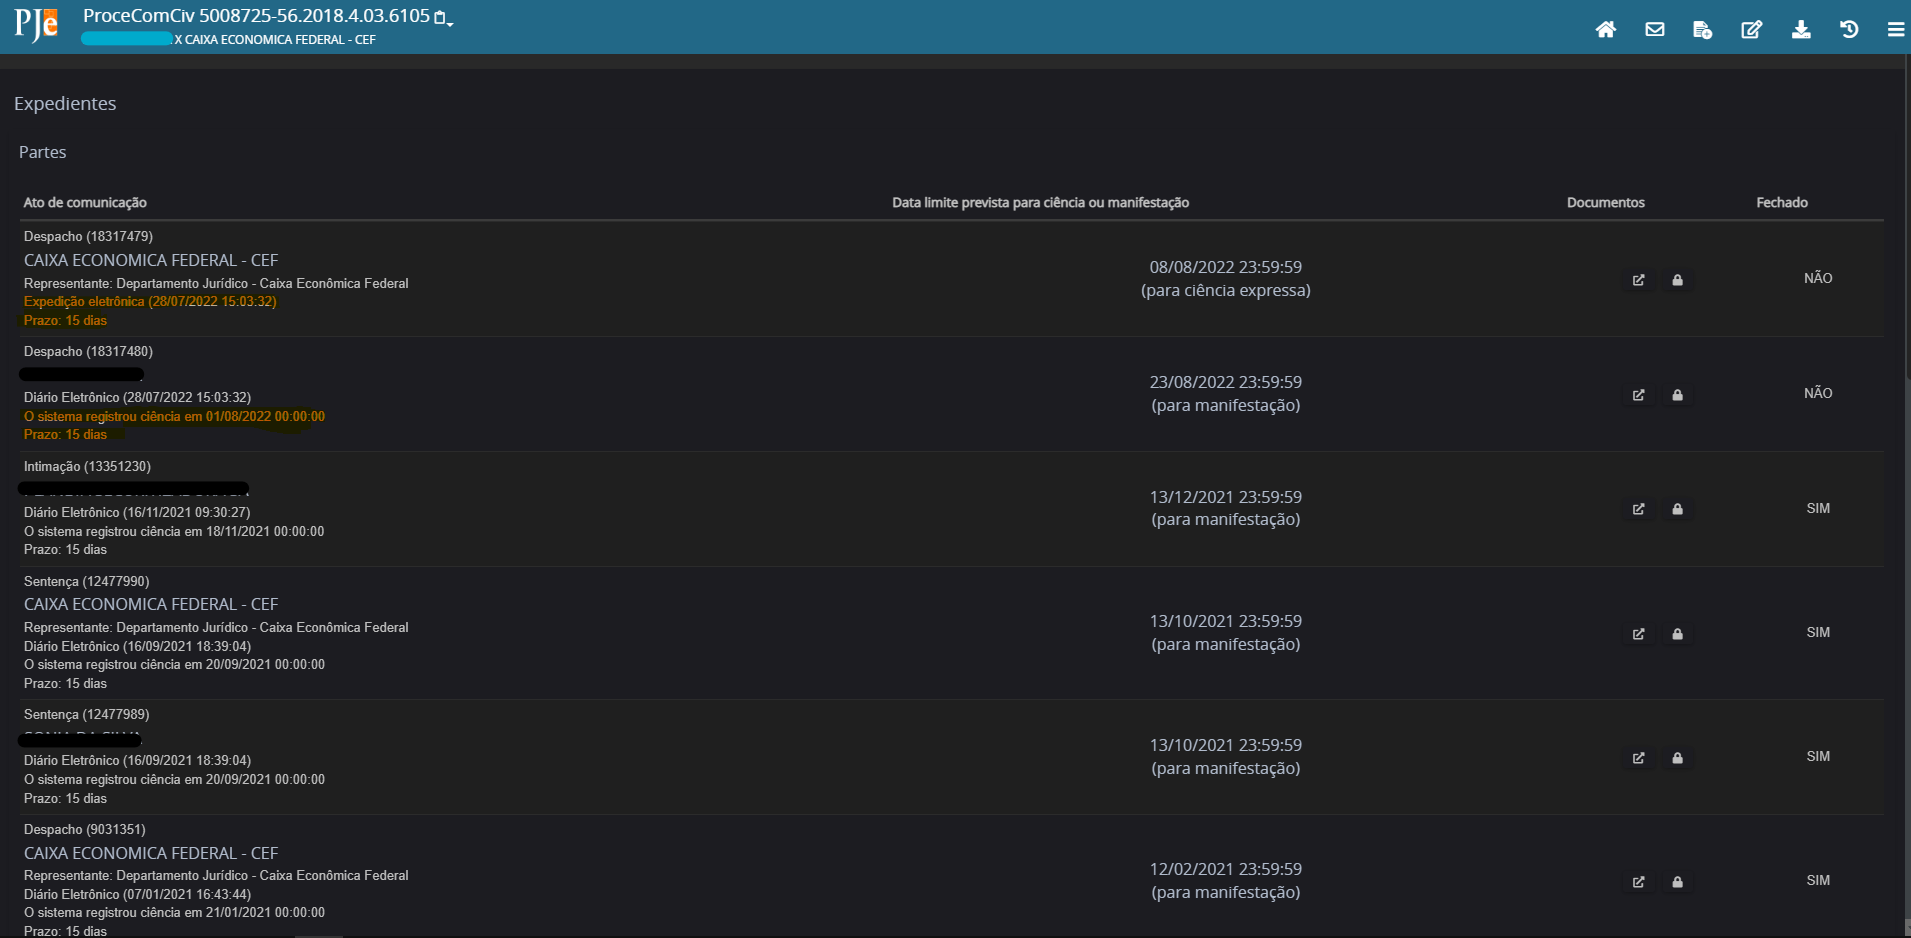 PJe
ProceComCiv 5008725-56.2018.4.03.6105
X CAIXA ECONOMICA FEDERAL - CEF
Expedientes
Partes
Ato de comunicação
Data limite prevista para ciência ou manifestação
Documentos
Fechado
Despacho (18317479)
CAIXA ECONOMICA FEDERAL - CEF
Representante: Departamento Jurídico - Caixa Econômica Federal
Expedição eletrônica (28/07/2022 15:03:32)
Prazo: 15 dias
08/08/2022 23:59:59
(para ciência expressa)
NÃO
Despacho (18317480)
Diário Eletrônico (28/07/2022 15:03:32)
O sistema registrou ciência em 01/08/2022 00:00:00
Prazo: 15 dias
23/08/2022 23:59:59
(para manifestação)
NÃO
Intimação (13351230)
Diário Eletrônico (16/11/2021 09:30:27)
O sistema registrou ciência em 18/11/2021 00:00:00
Prazo: 15 dias
13/12/2021 23:59:59
(para manifestação)
SIM
Sentença (12477990)
CAIXA ECONOMICA FEDERAL - CEF
Representante: Departamento Jurídico - Caixa Econômica Federal
Diário Eletrônico (16/09/2021 18:39:04)
O sistema registrou ciência em 20/09/2021 00:00:00
Prazo: 15 dias
13/10/2021 23:59:59
(para manifestação)
SIM
Sentença (12477989)
Diário Eletrônico (16/09/2021 18:39:04)
O sistema registrou ciência em 20/09/2021 00:00:00
Prazo: 15 dias
13/10/2021 23:59:59
(para manifestação)
SIM
Despacho (9031351)
CAIXA ECONOMICA FEDERAL - CEF
Representante: Departamento Jurídico - Caixa Econômica Federal
Diário Eletrônico (07/01/2021 16:43:44)
O sistema registrou ciência em 21/01/2021 00:00:00
Prazo: 15 dias
12/02/2021 23:59:59
(para manifestação)
SIM